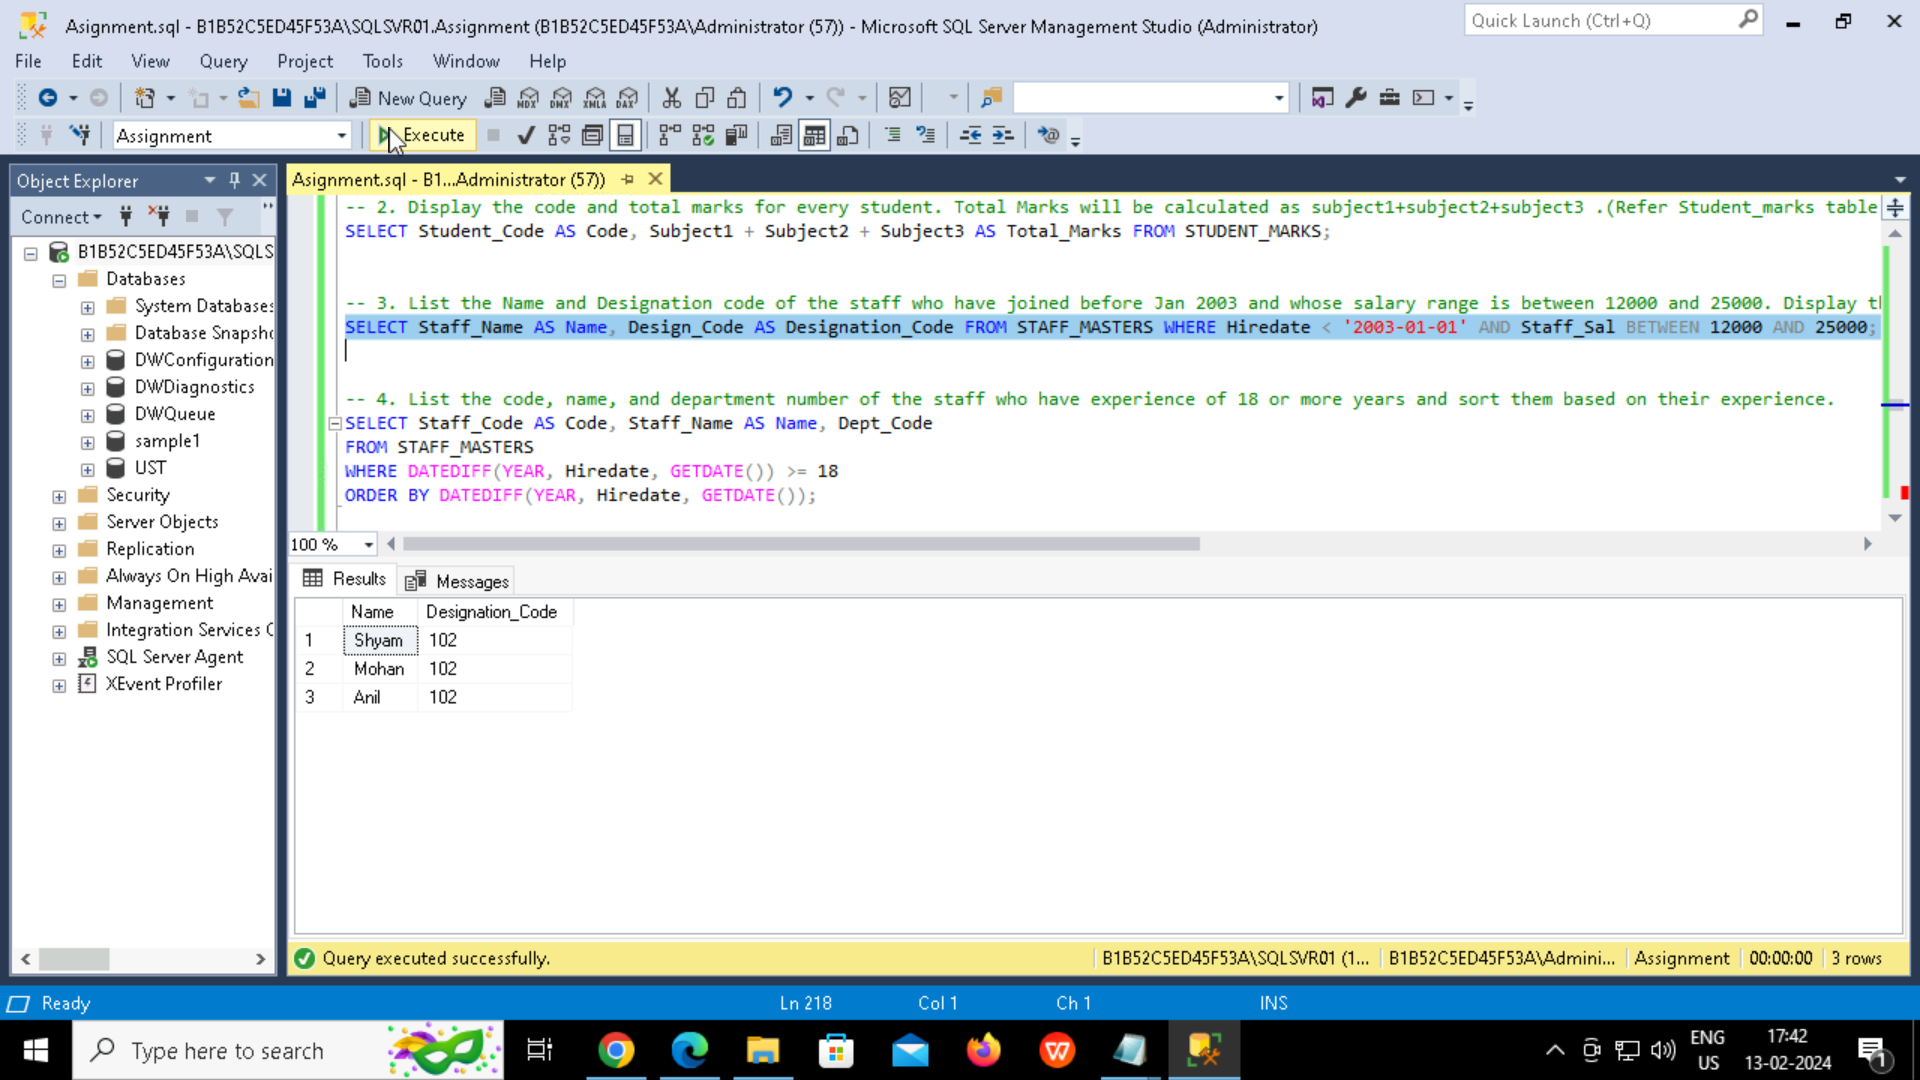 Asignment.sql - B1B52C5ED45F53A\SQLSVR01.Assignment (B1B52C5ED45F53A\Administrator (57)) - Microsoft SQL Server Management Studio (Administrator)
Quick Launch (Ctrl+Q)
File Edit View Query Project Tools Window Help
New Query MDX DMX XMLA DAX
Assignment Execute
Object Explorer
Asignment.sql - B1...Administrator (57))
Connect
B1B52C5ED45F53A\SQLS
Databases
System Databases
Database Snapsho
DWConfiguration
DWDiagnostics
DWQueue
sample1
UST
Security
Server Objects
Replication
Always On High Avai
Management
Integration Services C
SQL Server Agent
XEvent Profiler
-- 2. Display the code and total marks for every student. Total Marks will be calculated as subject1+subject2+subject3 .(Refer Student_marks table
SELECT Student_Code AS Code, Subject1 + Subject2 + Subject3 AS Total_Marks FROM STUDENT_MARKS;
-- 3. List the Name and Designation code of the staff who have joined before Jan 2003 and whose salary range is between 12000 and 25000. Display t
SELECT Staff_Name AS Name, Design_Code AS Designation_Code FROM STAFF_MASTERS WHERE Hiredate < '2003-01-01' AND Staff_Sal BETWEEN 12000 AND 25000;
-- 4. List the code, name, and department number of the staff who have experience of 18 or more years and sort them based on their experience.
SELECT Staff_Code AS Code, Staff_Name AS Name, Dept_Code
FROM STAFF_MASTERS
WHERE DATEDIFF(YEAR, Hiredate, GETDATE()) >= 18
ORDER BY DATEDIFF(YEAR, Hiredate, GETDATE());
100 %
Results Messages
Name Designation_Code
1 Shyam 102
2 Mohan 102
3 Anil 102
Query executed successfully.
B1B52C5ED45F53A\SQLSVR01 (1... B1B52C5ED45F53A\Admini... Assignment 00:00:00 3 rows
Ready Ln 218 Col 1 Ch 1 INS
Type here to search
ENG
US
17:42
13-02-2024
1